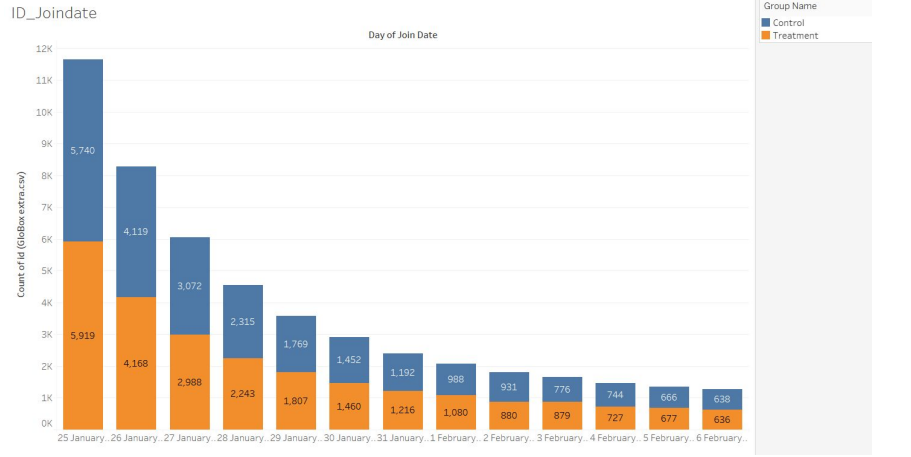 ID_Joindate
Group Name
Control
Treatment
Day of Join Date
12K
11K
10K
9K
8K
7K
6K
5K
4K
3K
2K
1K
0K
Count of Id (GloBox extra.csv)
5,740
4,119
3,072
2,315
1,769
1,452
1,192
988
931
776
744
666
638
5,919
4,168
2,988
2,243
1,807
1,460
1,216
1,080
880
879
727
677
636
25 January.. 26 January.. 27 January.. 28 January.. 29 January.. 30 January.. 31 January.. 1 February.. 2 February.. 3 February.. 4 February.. 5 February.. 6 February..